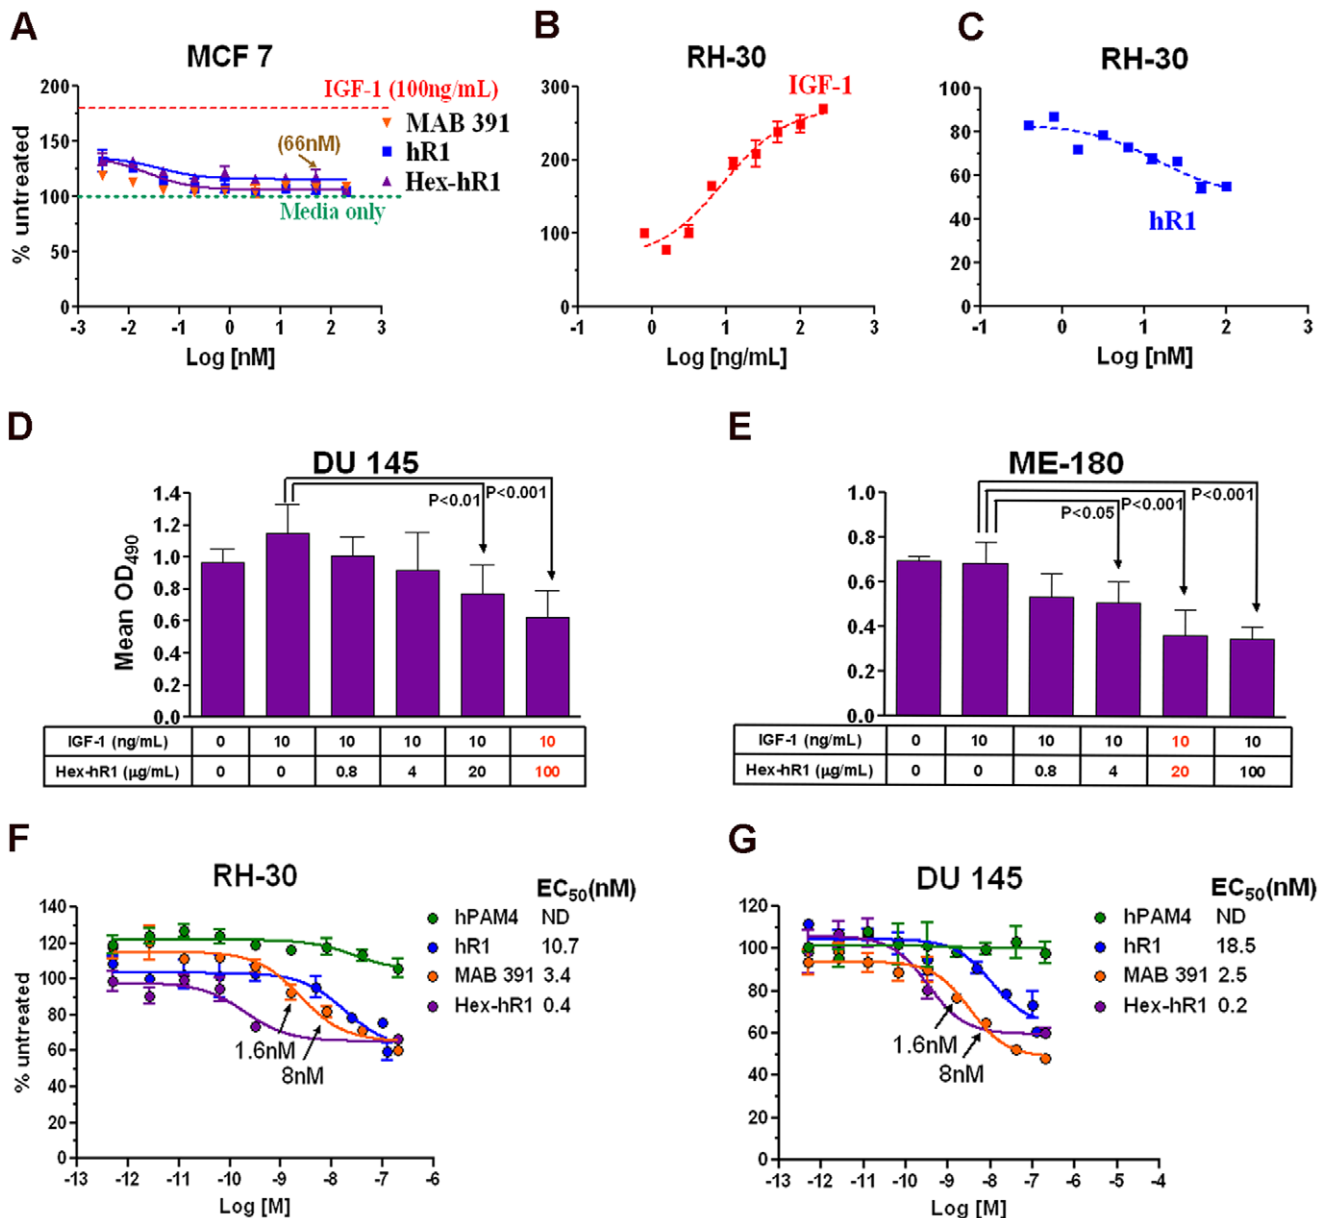 A
MCF 7
% untreated
200
150
100
50
0
-3
-2
-1
0
1
2
3
Log [nM]
IGF-1 (100ng/mL)
MAB 391
hR1
Hex-hR1
(66nM)
Media only
B
RH-30
IGF-1
300
200
100
0
-1
0
1
2
3
Log [ng/mL]
C
RH-30
100
80
60
40
20
0
hR1
-1
0
1
2
3
Log [nM]
D
DU 145
P<0.01
P<0.001
Mean OD490
1.4
1.2
1.0
0.8
0.6
0.4
0.2
0.0
IGF-1 (ng/mL) 0 10 10 10 10 10
Hex-hR1 (μg/mL) 0 0 0.8 4 20 100
E
ME-180
P<0.05
P<0.001
P<0.001
1.0
0.8
0.6
0.4
0.2
0.0
IGF-1 (ng/mL) 0 10 10 10 10 10
Hex-hR1 (μg/mL) 0 0 0.8 4 20 100
F
RH-30
EC50(nM)
hPAM4 ND
hR1 10.7
MAB 391 3.4
Hex-hR1 0.4
% untreated
140
120
100
80
60
40
20
0
1.6nM
8nM
-13
-12
-11
-10
-9
-8
-7
-6
Log [M]
G
DU 145
EC50(nM)
hPAM4 ND
hR1 18.5
MAB 391 2.5
Hex-hR1 0.2
120
100
80
60
40
20
0
1.6nM
8nM
-13
-12
-11
-10
-9
-8
-7
-6
-5
-4
Log [M]